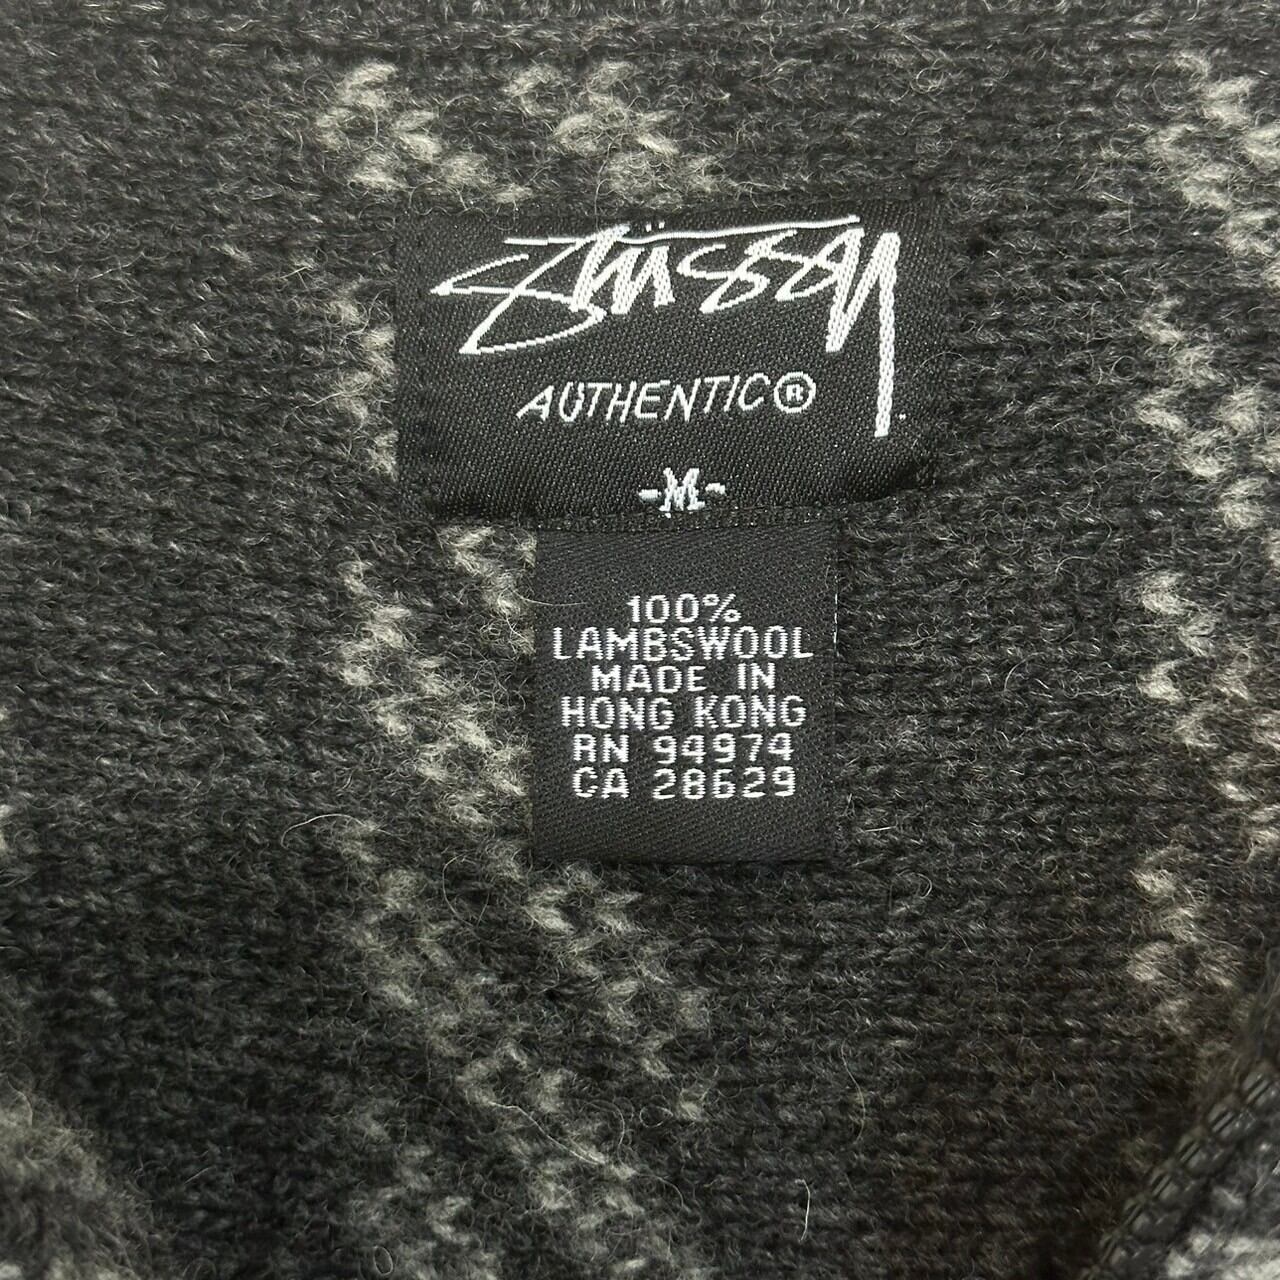 Stüssy
AUTHENTIC®
-M-
100%
LAMBSWOOL
MADE IN
HONG KONG
RN 94974
CA 28629